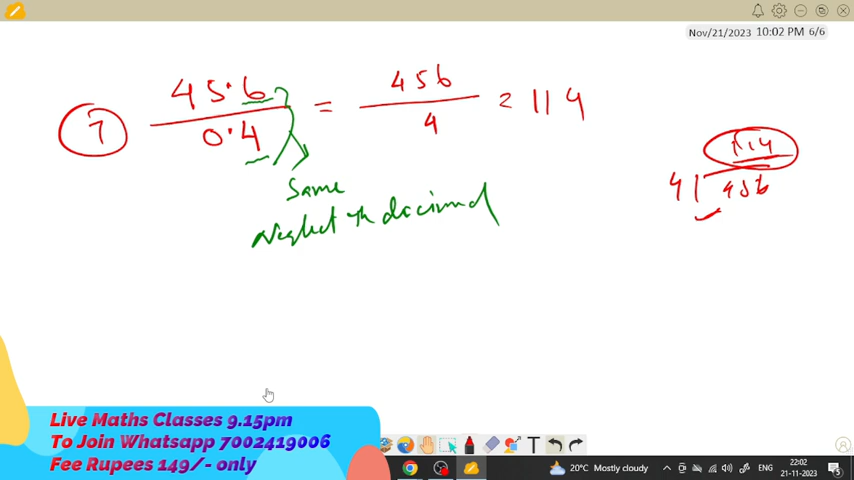 Nov/21/2023 10:02 PM 6/6
7 45.6 / 0.4 = 456 / 4 = 114
114
4 456
Same
Neglect th decimal
Live Maths Classes 9.15pm
To Join Whatsapp 7002419006
Fee Rupees 149/- only
T
20°C Mostly cloudy ENG 22:02
21-11-2023 5